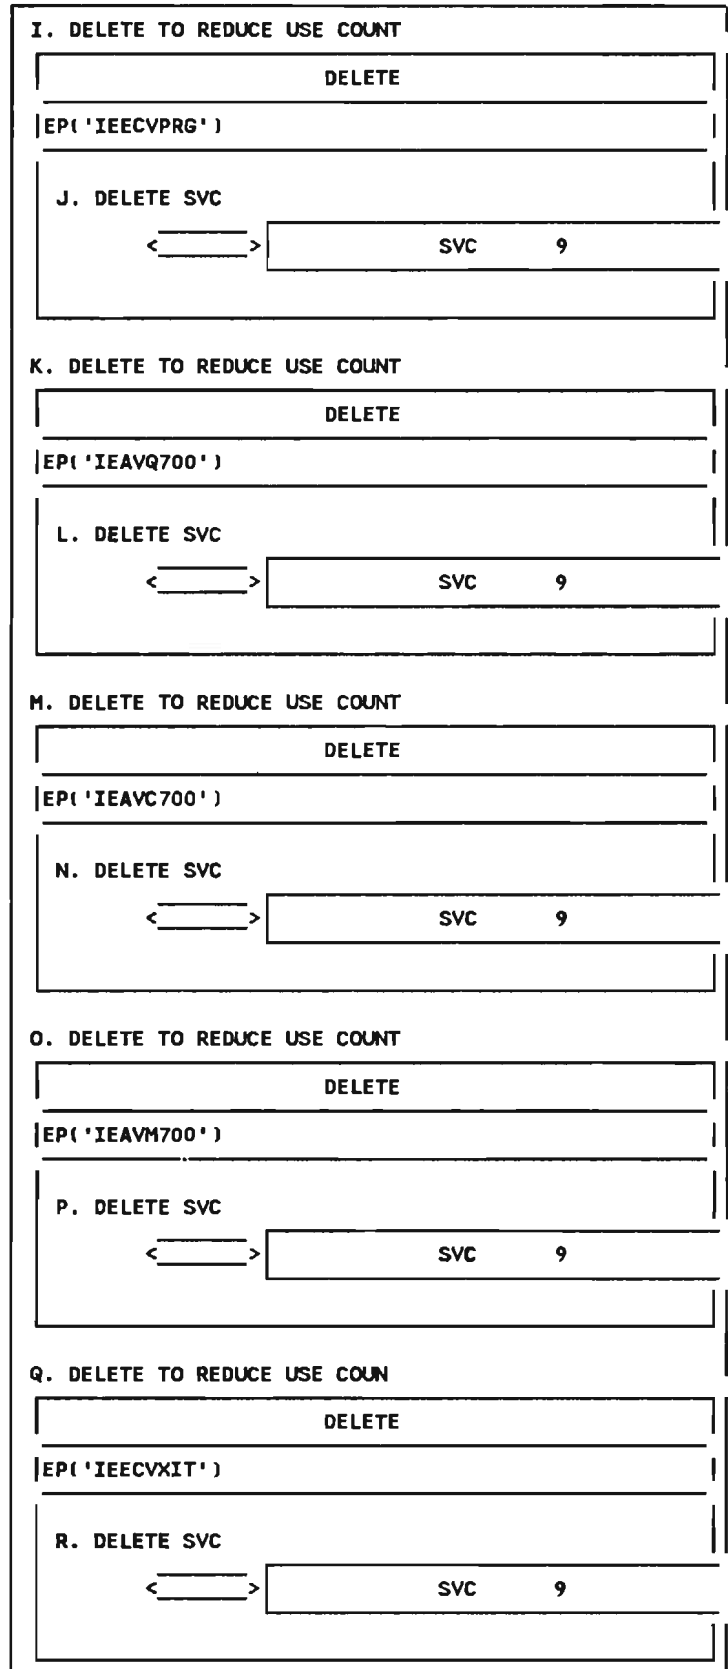 I. DELETE TO REDUCE USE COUNT
DELETE
EP('IEECVPRG')
J. DELETE SVC
< > SVC 9
K. DELETE TO REDUCE USE COUNT
DELETE
EP('IEAVQ700')
L. DELETE SVC
< > SVC 9
M. DELETE TO REDUCE USE COUNT
DELETE
EP('IEAVC700')
N. DELETE SVC
< > SVC 9
O. DELETE TO REDUCE USE COUNT
DELETE
EP('IEAVM700')
P. DELETE SVC
< > SVC 9
Q. DELETE TO REDUCE USE COUN
DELETE
EP('IEECVXIT')
R. DELETE SVC
< > SVC 9